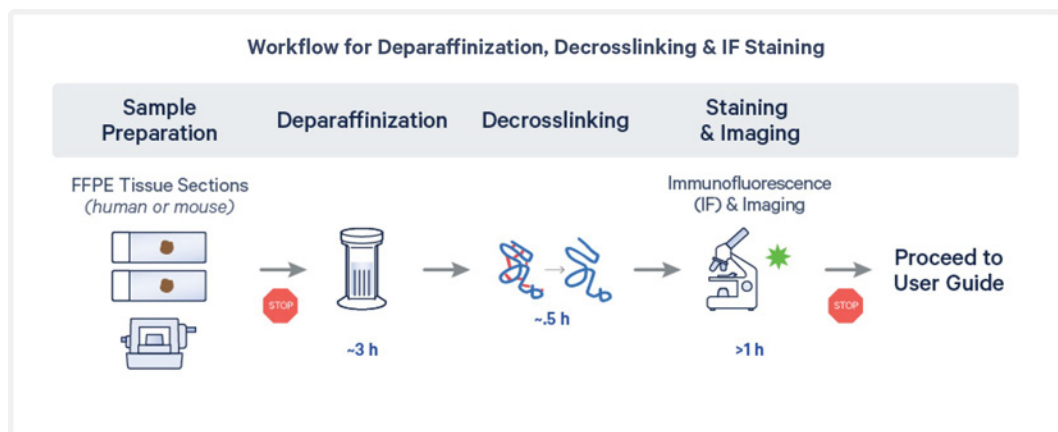 Workflow for Deparaffinization, Decrosslinking & IF Staining
Sample
Preparation
Deparaffinization
Decrosslinking
Staining
& Imaging
FFPE Tissue Sections
(human or mouse)
Immunofluorescence
(IF) & Imaging
STOP
~3 h
~.5 h
>1 h
STOP
Proceed to
User Guide